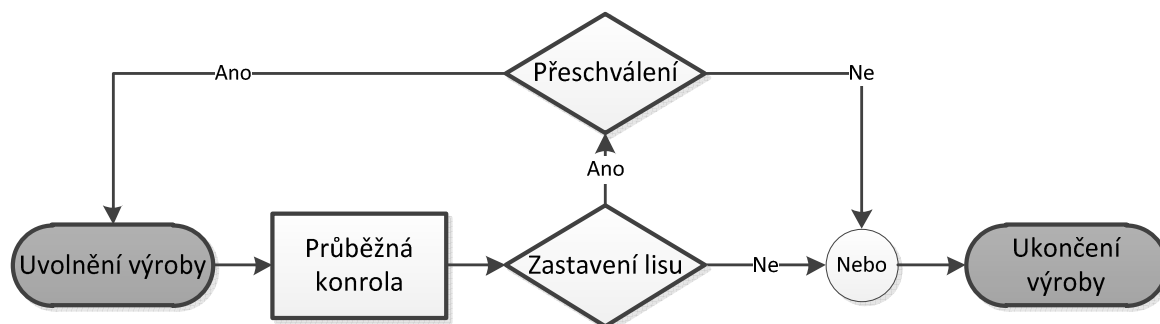 Přeschválení
Ano
Ne
Ano
Uvolnění výroby
Průběžná
konrola
Zastavení lisu
Ne
Nebo
Ukončení
výroby